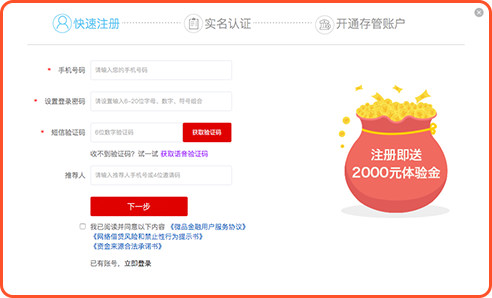 快速注册 实名认证 开通存管账户
* 手机号码 请输入您的手机号码
* 设置登录密码 请设置输入6-20位字母、数字、符号组合
* 短信验证码 6位数字验证码 获取验证码
收不到验证码？试一试 获取语音验证码
推荐人 请输入推荐人手机号或4位邀请码
注册即送
2000元体验金
下一步
我已阅读并同意以下内容 《微品金融用户服务协议》
《网络借贷风险和禁止性行为提示书》
《资金来源合法承诺书》
已有账号，立即登录